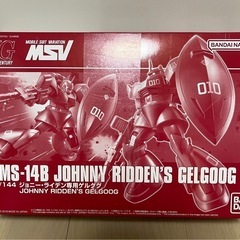 MOBILE SUIT VARIATION
MSV
BANDAI
010
010
MS-14B JOHNNY RIDDEN'S GELGOOG
1/144 ジョニー・ライデン専用ゲルググ
JOHNNY RIDDEN'S GELGOOG